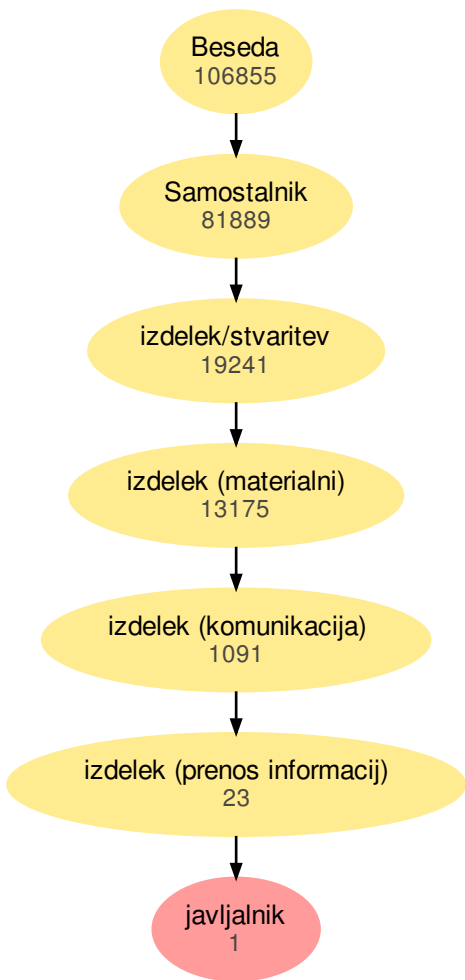 Beseda
106855
Samostalnik
81889
izdelek/stvaritev
19241
izdelek (materialni)
13175
izdelek (komunikacija)
1091
izdelek (prenos informacij)
23
javljalnik
1